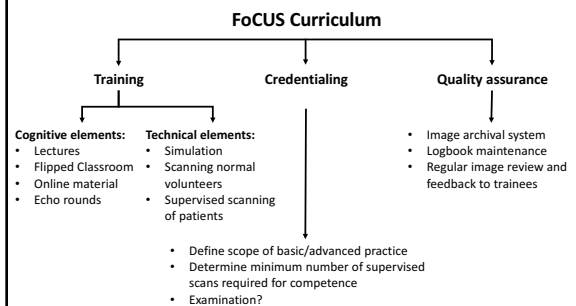 FoCUS Curriculum
Training
Credentialing
Quality assurance
Cognitive elements:
• Lectures
• Flipped Classroom
• Online material
• Echo rounds
Technical elements:
• Simulation
• Scanning normal
volunteers
• Supervised scanning
of patients
• Define scope of basic/advanced practice
• Determine minimum number of supervised
scans required for competence
• Examination?
• Image archival system
• Logbook maintenance
• Regular image review and
feedback to trainees